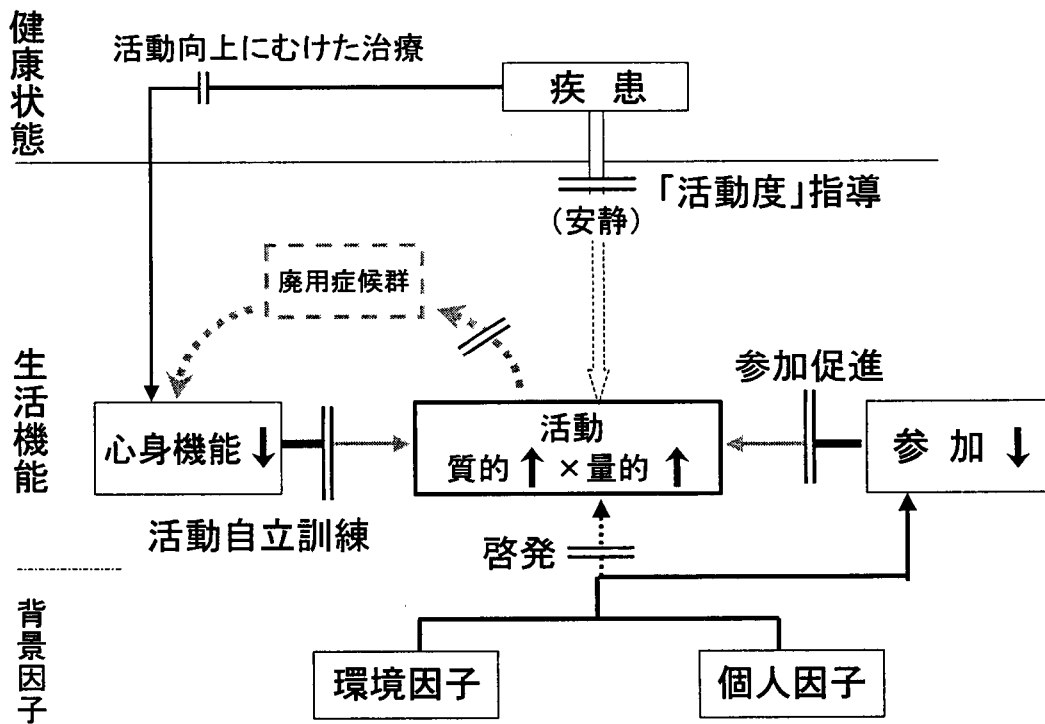 健康状態
活動向上にむけた治療
疾患
「活動度」指導
(安静)
廃用症候群
生活機能
参加促進
心身機能↓
活動
質的↑×量的↑
参加↓
活動自立訓練
啓発
背景因子
環境因子
個人因子